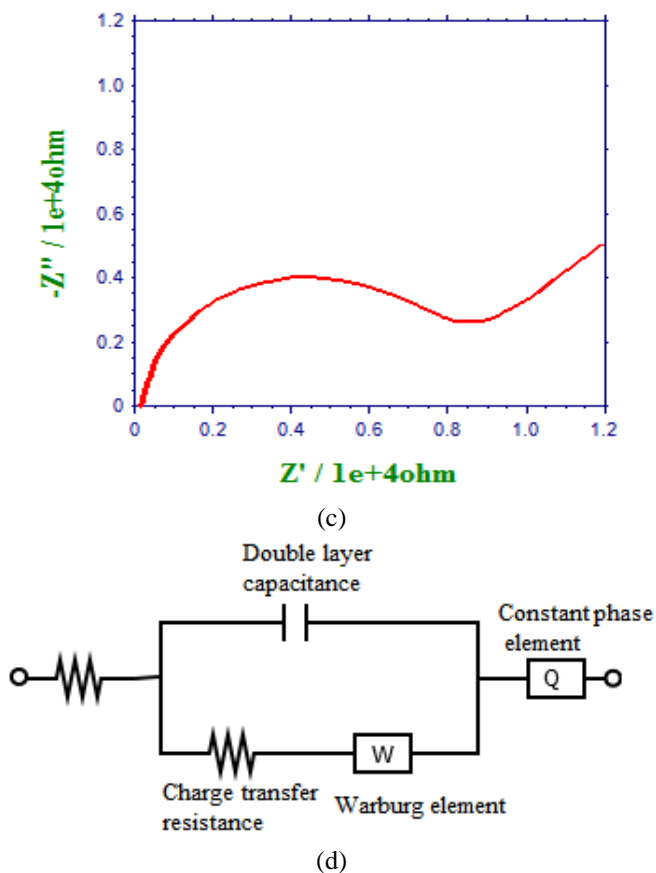 1.2
1.0
0.8
0.6
0.4
0.2
0
-Z" / 1e+4ohm
0 0.2 0.4 0.6 0.8 1.0 1.2
Z' / 1e+4ohm
(c)
Double layer
capacitance
Constant phase
element
Q
W
Charge transfer
resistance
Warburg element
(d)